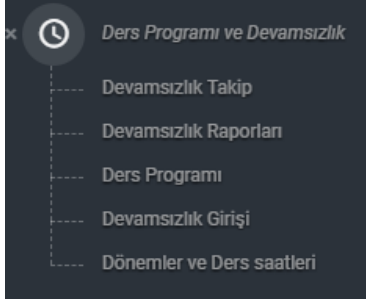 Ders Programı ve Devamsızlık
Devamsızlık Takip
Devamsızlık Raporları
Ders Programı
Devamsızlık Girişi
Dönemler ve Ders saatleri